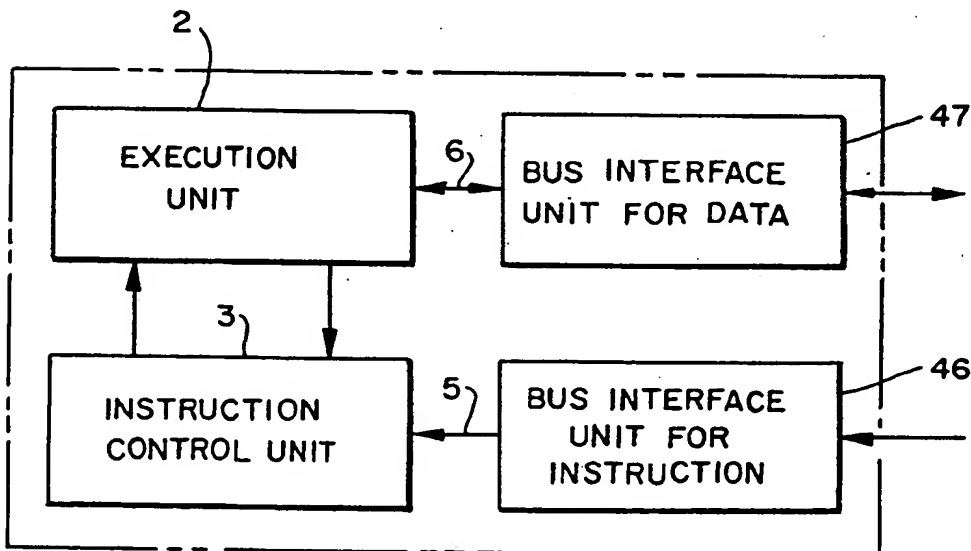 2
47
EXECUTION
UNIT
6
BUS INTERFACE
UNIT FOR DATA
3
46
INSTRUCTION
CONTROL UNIT
5
BUS INTERFACE
UNIT FOR
INSTRUCTION